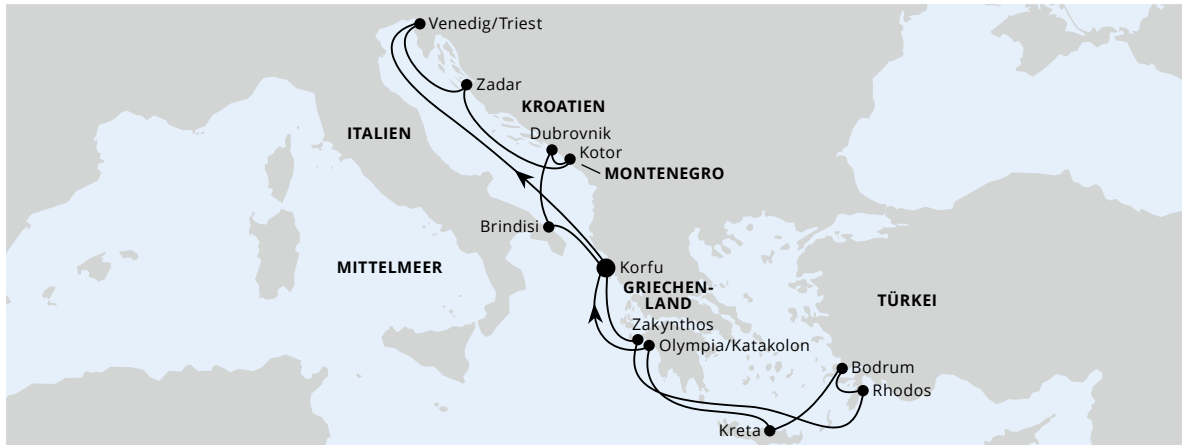 Venedig/Triest
Zadar
KROATIEN
ITALIEN
Dubrovnik
Kotor
MONTENEGRO
Brindisi
MITTELMEER
Korfu
GRIECHEN-
LAND
TÜRKEI
Zakynthos
Olympia/Katakolon
Bodrum
Rhodos
Kreta